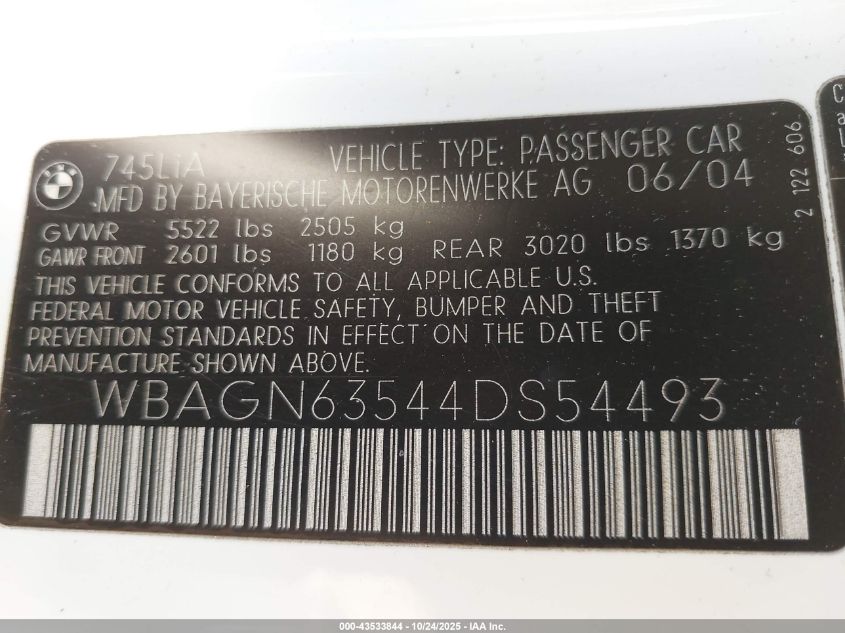 745LiA VEHICLE TYPE: PASSENGER CAR
MFD BY BAYERISCHE MOTORENWERKE AG 06/04
GVWR 5522 lbs 2505 kg
GAWR FRONT 2601 lbs 1180 kg REAR 3020 lbs 1370 kg
THIS VEHICLE CONFORMS TO ALL APPLICABLE U.S.
FEDERAL MOTOR VEHICLE SAFETY, BUMPER AND THEFT
PREVENTION STANDARDS IN EFFECT ON THE DATE OF
MANUFACTURE SHOWN ABOVE.
WBAGN63544DS54493
2 122 606
BMW
000-43533844 - 10/24/2025 - IAA Inc.